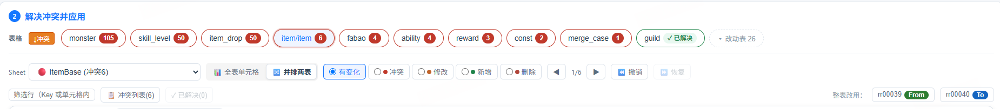 2 解决冲突并应用
表格 ↓冲突 monster 105 skill_level 50 item_drop 50 item/item 6 fabao 4 ability 4 reward 3 const 2 merge_case 1 guild ✓ 已解决 改动表 26
Sheet ItemBase (冲突6) 全表单元格 并排两表 有变化 冲突 修改 新增 删除 ◀ 1/6 ▶ 撤销 恢复
筛选行（Key 或单元格内 冲突列表(6) ✓ 已解决(0) 整表改用： rr00039 From rr00040 To